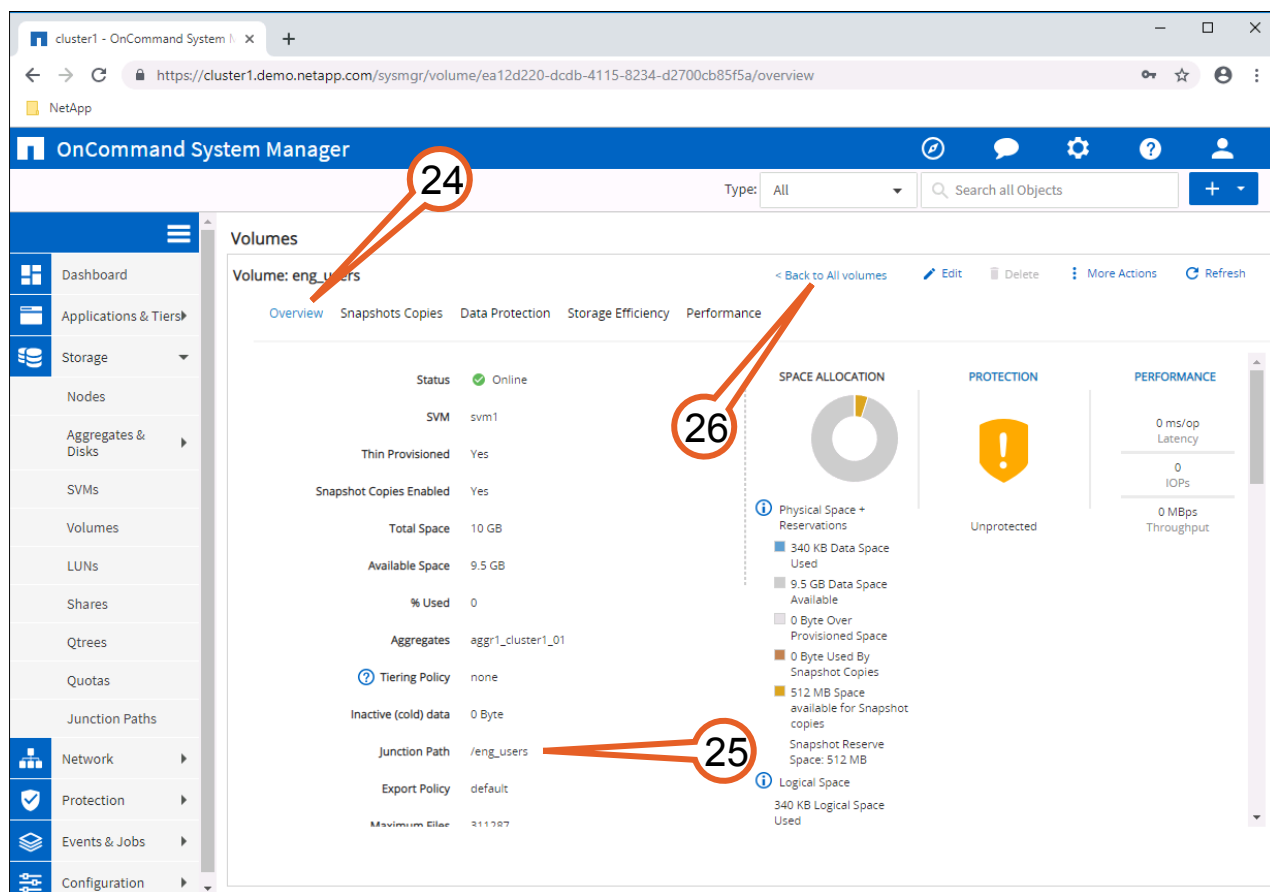 cluster1 - OnCommand System M
https://cluster1.demo.netapp.com/sysmgr/volume/ea12d220-dcdb-4115-8234-d2700cb85f5a/overview
NetApp
OnCommand System Manager
24
Type: All
Search all Objects
Volumes
Dashboard
Applications & Tiers
Storage
Nodes
Aggregates &
Disks
SVMs
Volumes
LUNs
Shares
Qtrees
Quotas
Junction Paths
Network
Protection
Events & Jobs
Configuration
Volume: eng_users
< Back to All volumes
Edit
Delete
More Actions
Refresh
Overview Snapshots Copies Data Protection Storage Efficiency Performance
Status Online
SVM svm1
Thin Provisioned Yes
Snapshot Copies Enabled Yes
Total Space 10 GB
Available Space 9.5 GB
% Used 0
Aggregates aggr1_cluster1_01
Tiering Policy none
Inactive (cold) data 0 Byte
Junction Path /eng_users
25
Export Policy default
Maximum Files 311287
26
SPACE ALLOCATION
Physical Space +
Reservations
340 KB Data Space
Used
9.5 GB Data Space
Available
0 Byte Over
Provisioned Space
0 Byte Used By
Snapshot Copies
512 MB Space
available for Snapshot
copies
Snapshot Reserve
Space: 512 MB
Logical Space
340 KB Logical Space
Used
PROTECTION
Unprotected
PERFORMANCE
0 ms/op
Latency
0
IOPs
0 MBps
Throughput